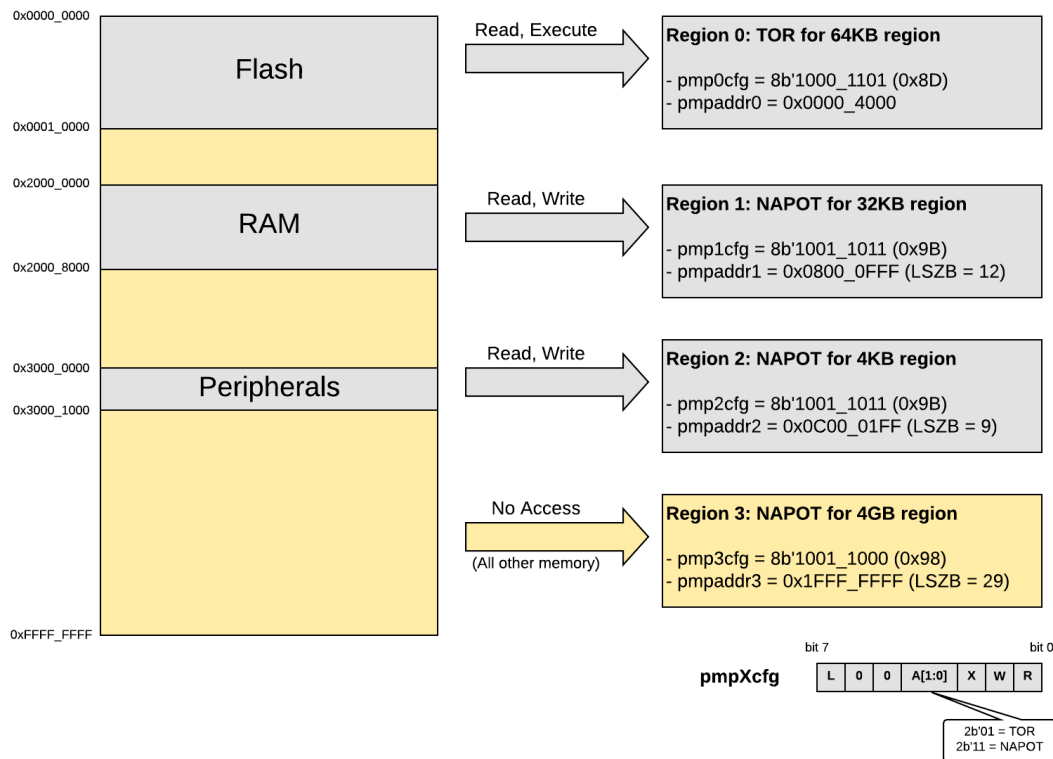 0x0000_0000
Flash
0x0001_0000
0x2000_0000
RAM
0x2000_8000
0x3000_0000
Peripherals
0x3000_1000
0xFFFF_FFFF
Read, Execute
Region 0: TOR for 64KB region
- pmp0cfg = 8b'1000_1101 (0x8D)
- pmpaddr0 = 0x0000_4000
Read, Write
Region 1: NAPOT for 32KB region
- pmp1cfg = 8b'1001_1011 (0x9B)
- pmpaddr1 = 0x0800_0FFF (LSZB = 12)
Read, Write
Region 2: NAPOT for 4KB region
- pmp2cfg = 8b'1001_1011 (0x9B)
- pmpaddr2 = 0x0C00_01FF (LSZB = 9)
No Access
(All other memory)
Region 3: NAPOT for 4GB region
- pmp3cfg = 8b'1001_1000 (0x98)
- pmpaddr3 = 0x1FFF_FFFF (LSZB = 29)
bit 7
bit 0
pmpXcfg
L 0 0 A[1:0] X W R
2b'01 = TOR
2b'11 = NAPOT